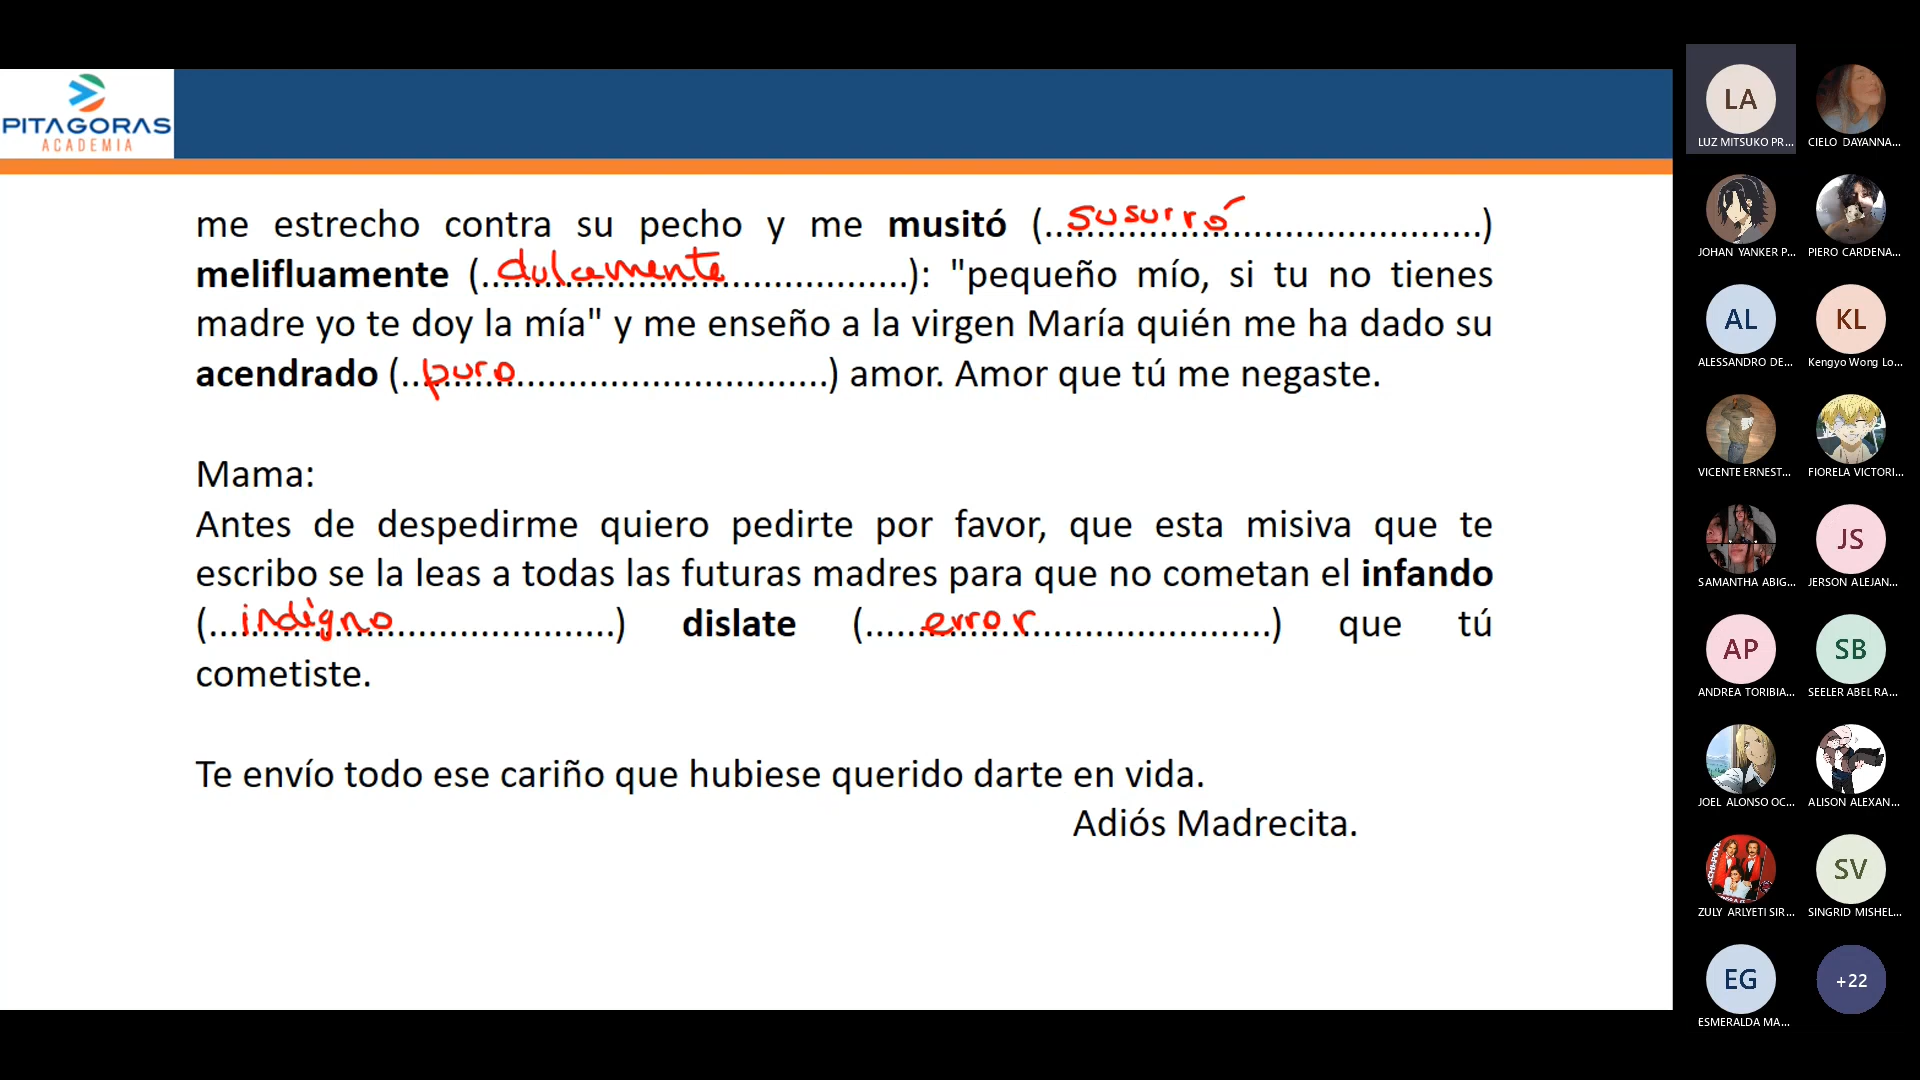 PITAGORAS
ACADEMIA
me estrecho contra su pecho y me musitó (..susurró..)
melifluamente (..dulcemente..): "pequeño mío, si tu no tienes
madre yo te doy la mía" y me enseño a la virgen María quién me ha dado su
acendrado (..puro..) amor. Amor que tú me negaste.
Mama:
Antes de despedirme quiero pedirte por favor, que esta misiva que te
escribo se la leas a todas las futuras madres para que no cometan el infando
(..indigno..) dislate (..error..) que tú
cometiste.
Te envío todo ese cariño que hubiese querido darte en vida.
Adiós Madrecita.
LA
LUZ MITSUKO PR... CIELO DAYANNA...
JOHAN YANKER P... PIERO CARDENA...
AL KL
ALESSANDRO DE... Kengyo Wong Lo...
VICENTE ERNEST... FIORELA VICTORI...
JS
SAMANTHA ABIG... JERSON ALEJAN...
AP SB
ANDREA TORIBIA... SEELER ABEL RA...
JOEL ALONSO OC... ALISON ALEXAN...
SV
ZULY ARLYETI SIR... SINGRID MISHEL...
EG +22
ESMERALDA MA...